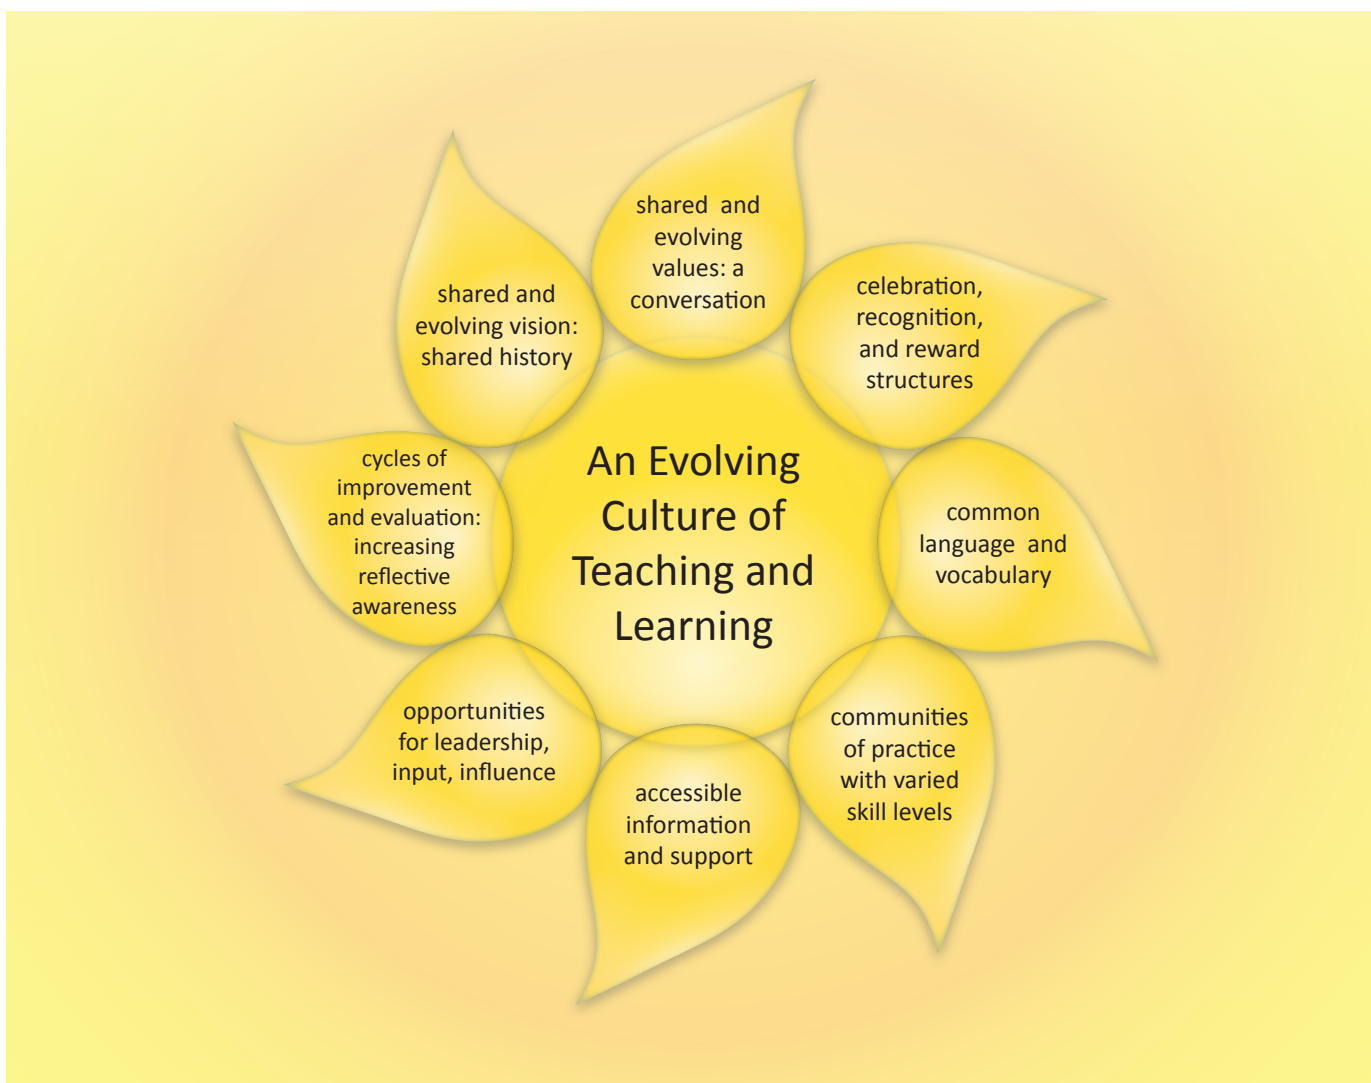 An Evolving
Culture of
Teaching and
Learning
shared and
evolving
values: a
conversation
celebration,
recognition,
and reward
structures
common
language and
vocabulary
communities
of practice
with varied
skill levels
accessible
information
and support
opportunities
for leadership,
input, influence
cycles of
improvement
and evaluation:
increasing
reflective
awareness
shared and
evolving vision:
shared history